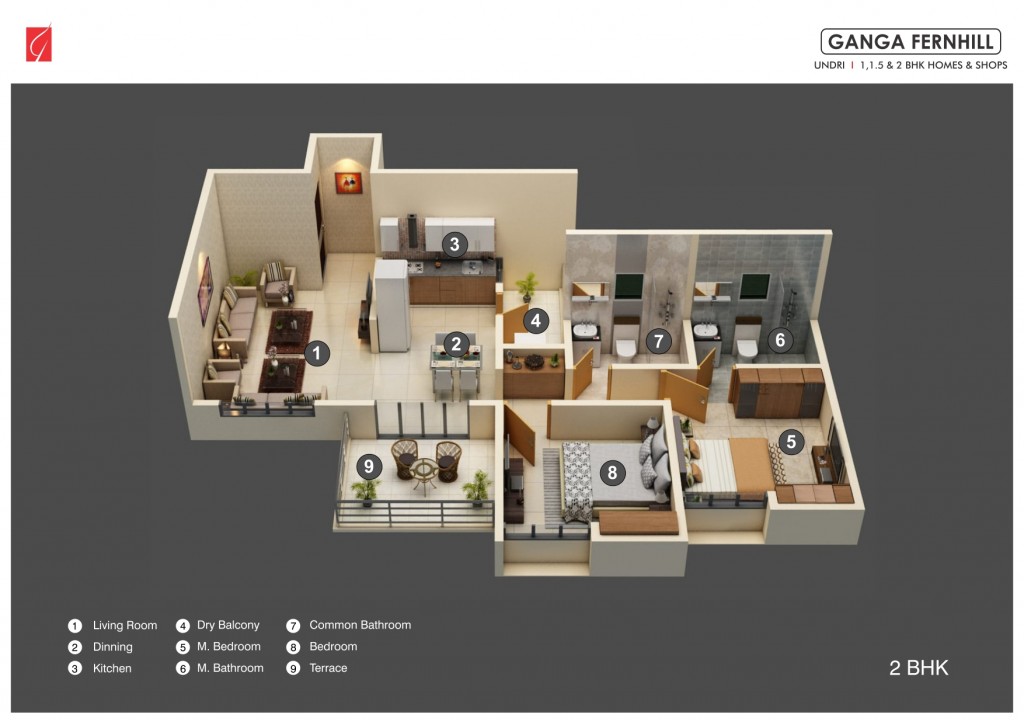 GANGA FERNHILL
UNDRI | 1,1.5 & 2 BHK HOMES & SHOPS
3
4
7
6
2
1
5
9
8
1 Living Room
2 Dinning
3 Kitchen
4 Dry Balcony
5 M. Bedroom
6 M. Bathroom
7 Common Bathroom
8 Bedroom
9 Terrace
2 BHK